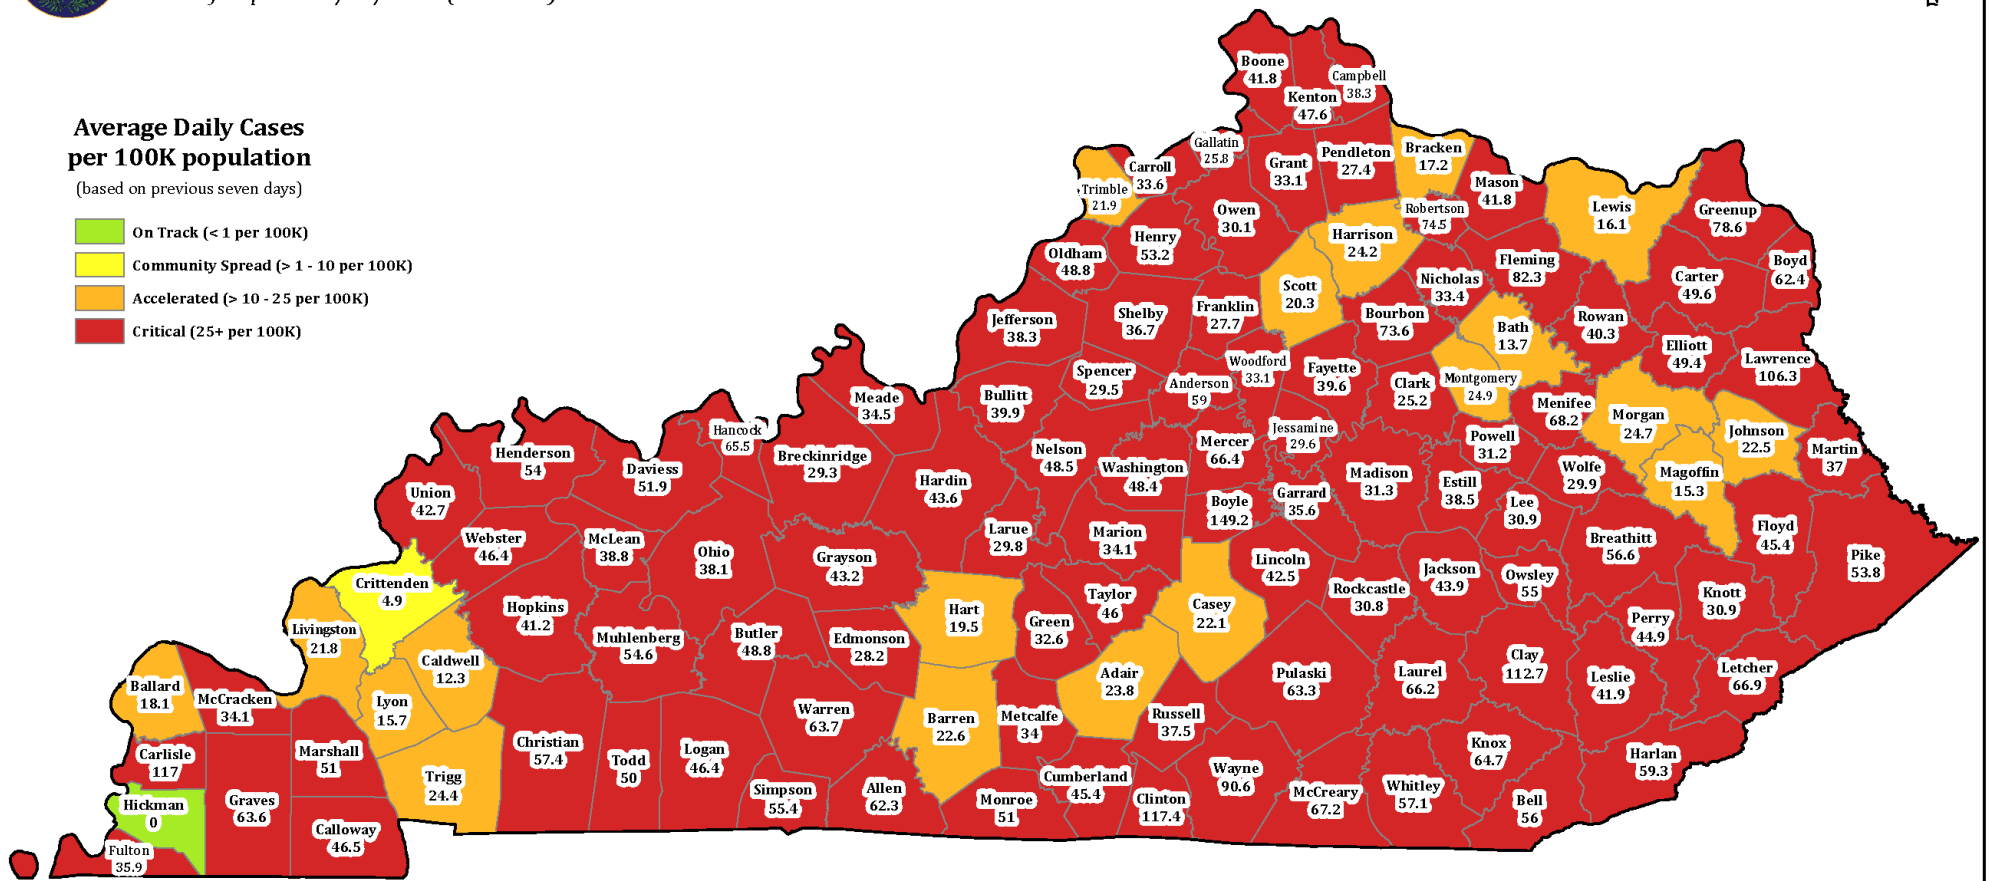 Average Daily Cases
per 100K population
(based on previous seven days)
On Track (< 1 per 100K)
Community Spread (> 1 - 10 per 100K)
Accelerated (> 10 - 25 per 100K)
Critical (25+ per 100K)
Boone
41.8
Campbell
38.3
Kenton
47.6
Gallatin
25.8
Carroll
33.6
Trimble
21.9
Grant
33.1
Pendleton
27.4
Bracken
17.2
Mason
41.8
Robertson
74.5
Lewis
16.1
Greenup
78.6
Owen
30.1
Henry
53.2
Oldham
48.8
Harrison
24.2
Nicholas
33.4
Fleming
82.3
Carter
49.6
Boyd
62.4
Scott
20.3
Franklin
27.7
Shelby
36.7
Jefferson
38.3
Bourbon
73.6
Bath
13.7
Rowan
40.3
Elliott
49.4
Lawrence
106.3
Woodford
33.1
Fayette
39.6
Clark
25.2
Montgomery
24.9
Menifee
68.2
Morgan
24.7
Johnson
22.5
Martin
37
Spencer
29.5
Anderson
59
Bullitt
39.9
Meade
34.5
Hancock
65.5
Breckinridge
29.3
Daviess
51.9
Henderson
54
Union
42.7
Nelson
48.5
Washington
48.4
Mercer
66.4
Jessamine
29.6
Madison
31.3
Powell
31.2
Estill
38.5
Wolfe
29.9
Lee
30.9
Magoffin
15.3
Floyd
45.4
Pike
53.8
Hardin
43.6
Larue
29.8
Marion
34.1
Boyle
149.2
Garrard
35.6
Webster
46.4
McLean
38.8
Ohio
38.1
Grayson
43.2
Breathitt
56.6
Lincoln
42.5
Rockcastle
30.8
Jackson
43.9
Owsley
55
Knott
30.9
Perry
44.9
Crittenden
4.9
Livingston
21.8
Hopkins
41.2
Muhlenberg
54.6
Butler
48.8
Edmonson
28.2
Hart
19.5
Green
32.6
Taylor
46
Casey
22.1
Caldwell
12.3
Lyon
15.7
Ballard
18.1
McCracken
34.1
Adair
23.8
Pulaski
63.3
Laurel
66.2
Clay
112.7
Leslie
41.9
Letcher
66.9
Warren
63.7
Barren
22.6
Metcalfe
34
Russell
37.5
Carlisle
117
Marshall
51
Trigg
24.4
Christian
57.4
Todd
50
Logan
46.4
Simpson
55.4
Allen
62.3
Monroe
51
Cumberland
45.4
Clinton
117.4
Wayne
90.6
McCreary
67.2
Whitley
57.1
Knox
64.7
Bell
56
Harlan
59.3
Hickman
0
Graves
63.6
Calloway
46.5
Fulton
35.9